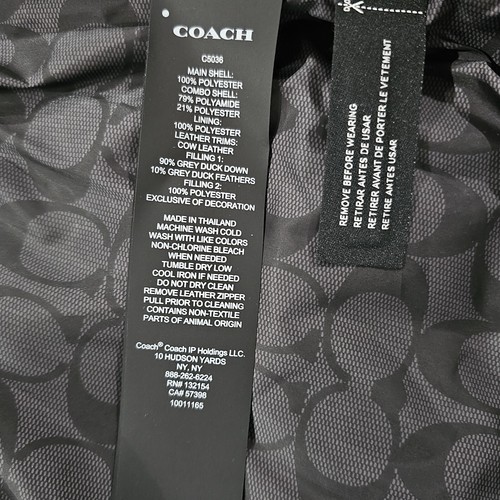 COACH
C5036
MAIN SHELL:
100% POLYESTER
COMBO SHELL:
79% POLYAMIDE
21% POLYESTER
LINING:
100% POLYESTER
LEATHER TRIMS:
COW LEATHER
FILLING 1:
90% GREY DUCK DOWN
10% GREY DUCK FEATHERS
FILLING 2:
100% POLYESTER
EXCLUSIVE OF DECORATION
MADE IN THAILAND
MACHINE WASH COLD
WASH WITH LIKE COLORS
NON-CHLORINE BLEACH
WHEN NEEDED
TUMBLE DRY LOW
COOL IRON IF NEEDED
DO NOT DRY CLEAN
REMOVE LEATHER ZIPPER
PULL PRIOR TO CLEANING
CONTAINS NON-TEXTILE
PARTS OF ANIMAL ORIGIN
Coach® Coach IP Holdings LLC.
10 HUDSON YARDS
NY, NY
888-262-6224
RN# 132154
CA# 57398
10011165
REMOVE BEFORE WEARING
RETIRAR ANTES DE USAR
RETIRER AVANT DE PORTER LE VETEMENT
RETIRE ANTES USAR